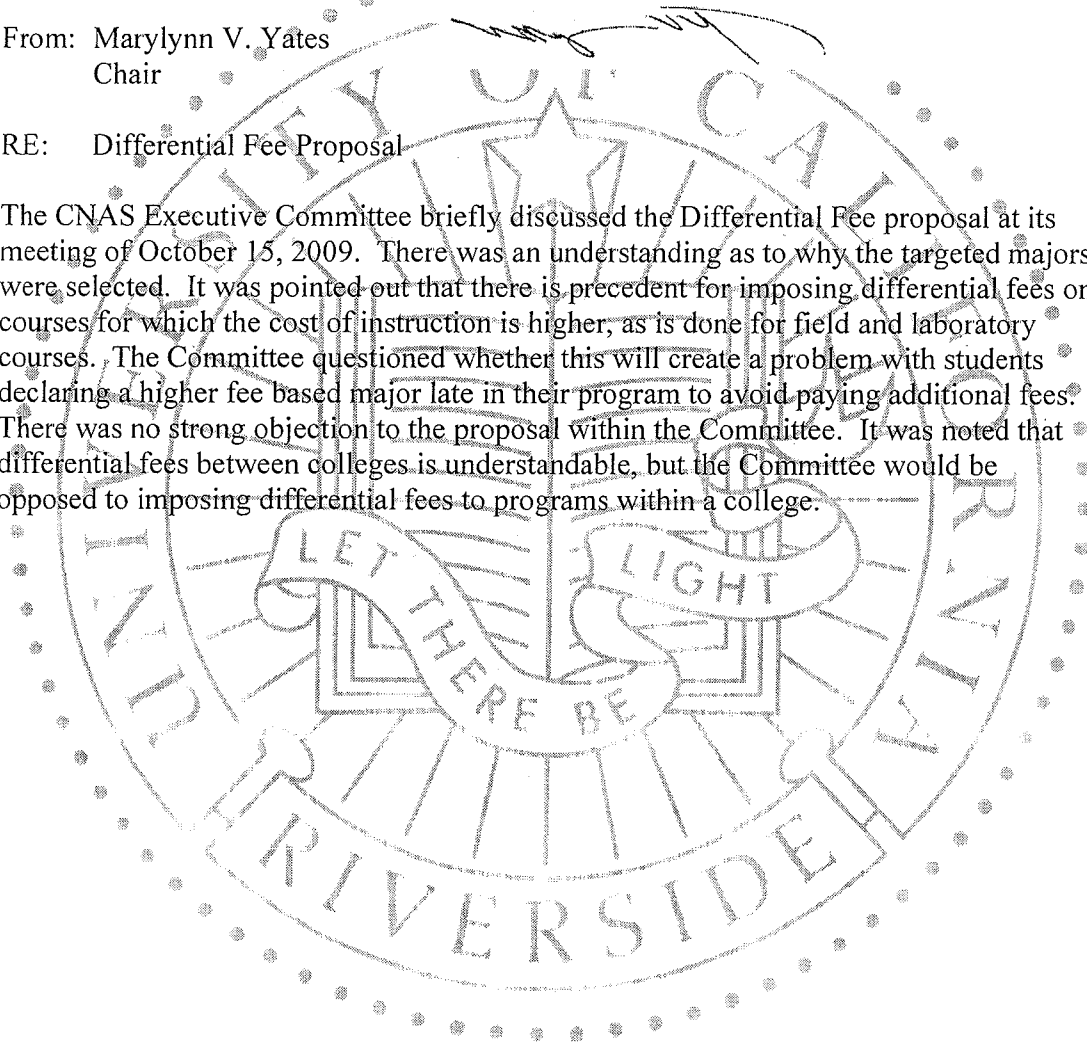 From: Marylynn V. Yates
Chair
RE: Differential Fee Proposal
The CNAS Executive Committee briefly discussed the Differential Fee proposal at its
meeting of October 15, 2009. There was an understanding as to why the targeted majors
were selected. It was pointed out that there is precedent for imposing differential fees on
courses for which the cost of instruction is higher, as is done for field and laboratory
courses. The Committee questioned whether this will create a problem with students
declaring a higher fee based major late in their program to avoid paying additional fees.
There was no strong objection to the proposal within the Committee. It was noted that
differential fees between colleges is understandable, but the Committee would be
opposed to imposing differential fees to programs within a college.
UNIVERSITY OF CALIFORNIA
LET THERE BE LIGHT
RIVERSIDE